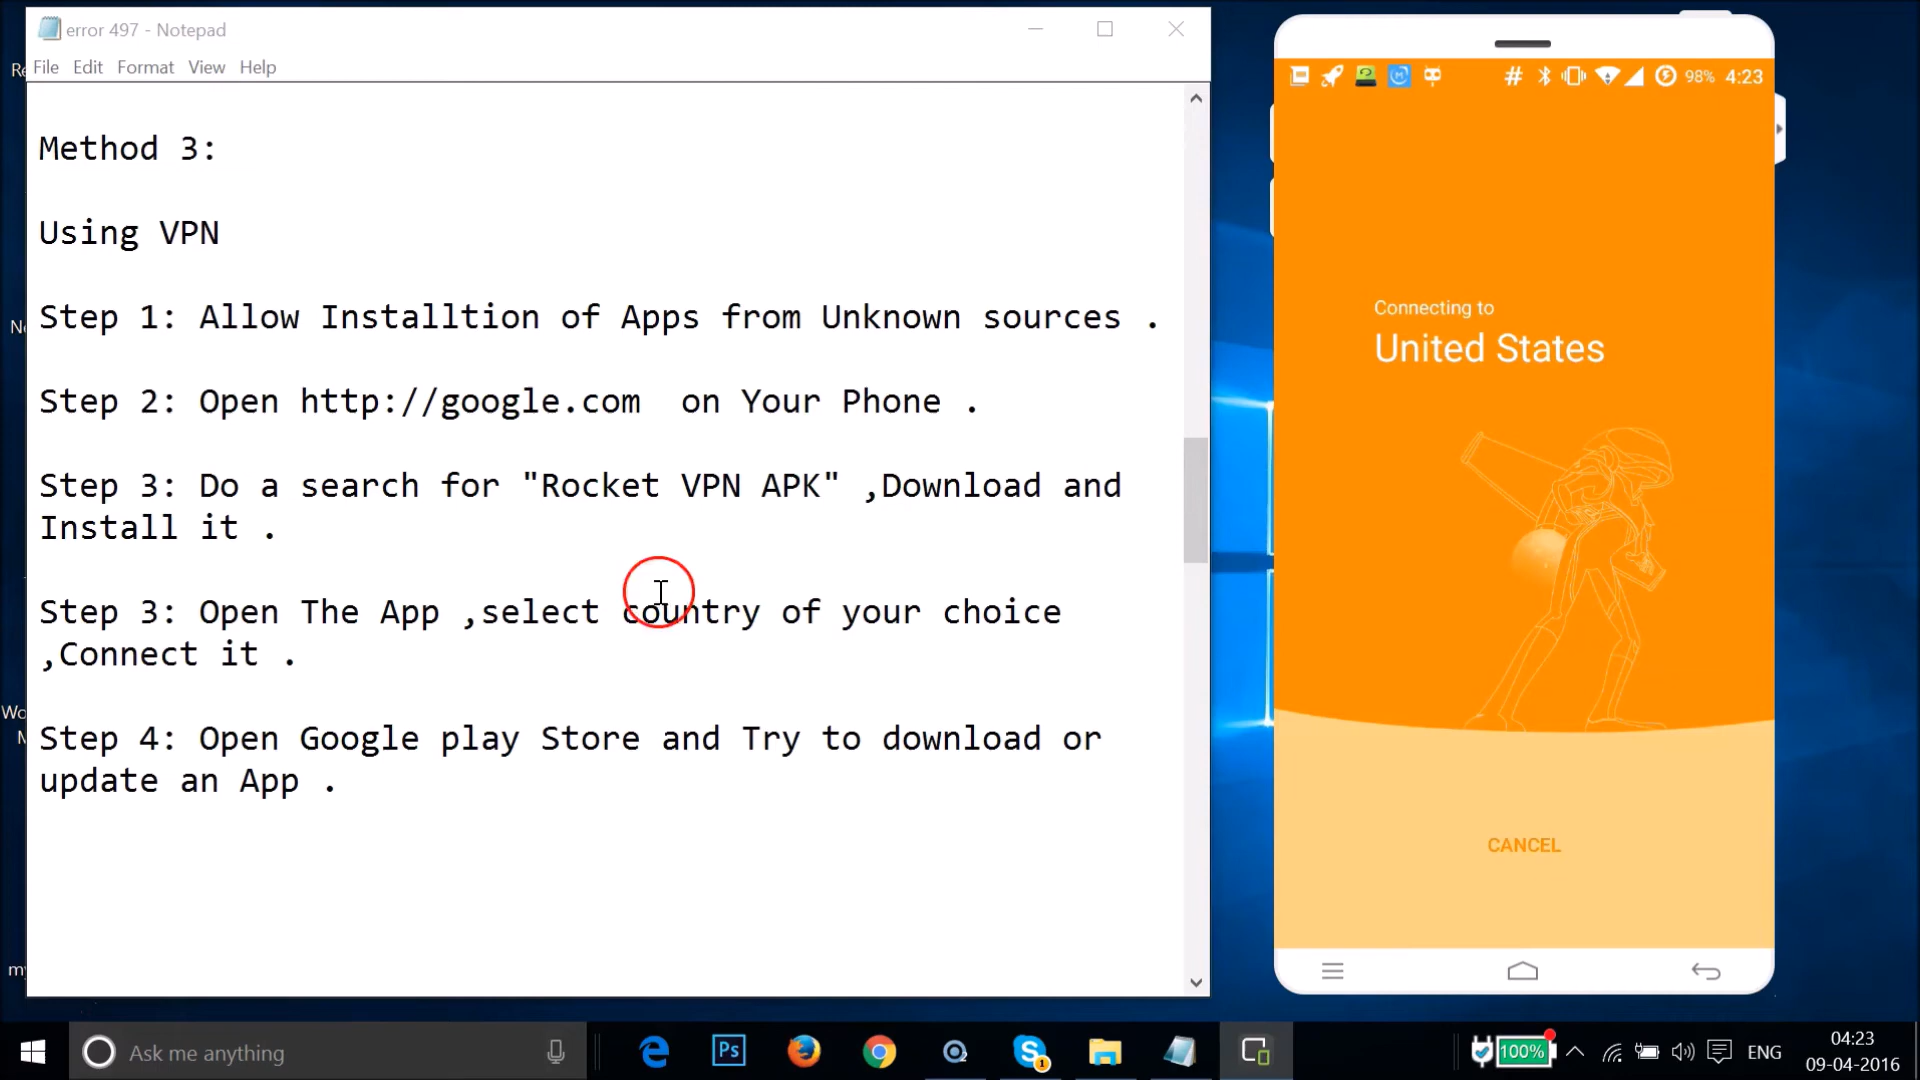 error 497 - Notepad
File Edit Format View Help
Method 3:
Using VPN
Step 1: Allow Installtion of Apps from Unknown sources .
Step 2: Open http://google.com  on Your Phone .
Step 3: Do a search for "Rocket VPN APK" ,Download and
Install it .
Step 3: Open The App ,select country of your choice
,Connect it .
Step 4: Open Google play Store and Try to download or
update an App .
98% 4:23
Connecting to
United States
CANCEL
Ask me anything
Ps
100%
ENG
04:23
09-04-2016